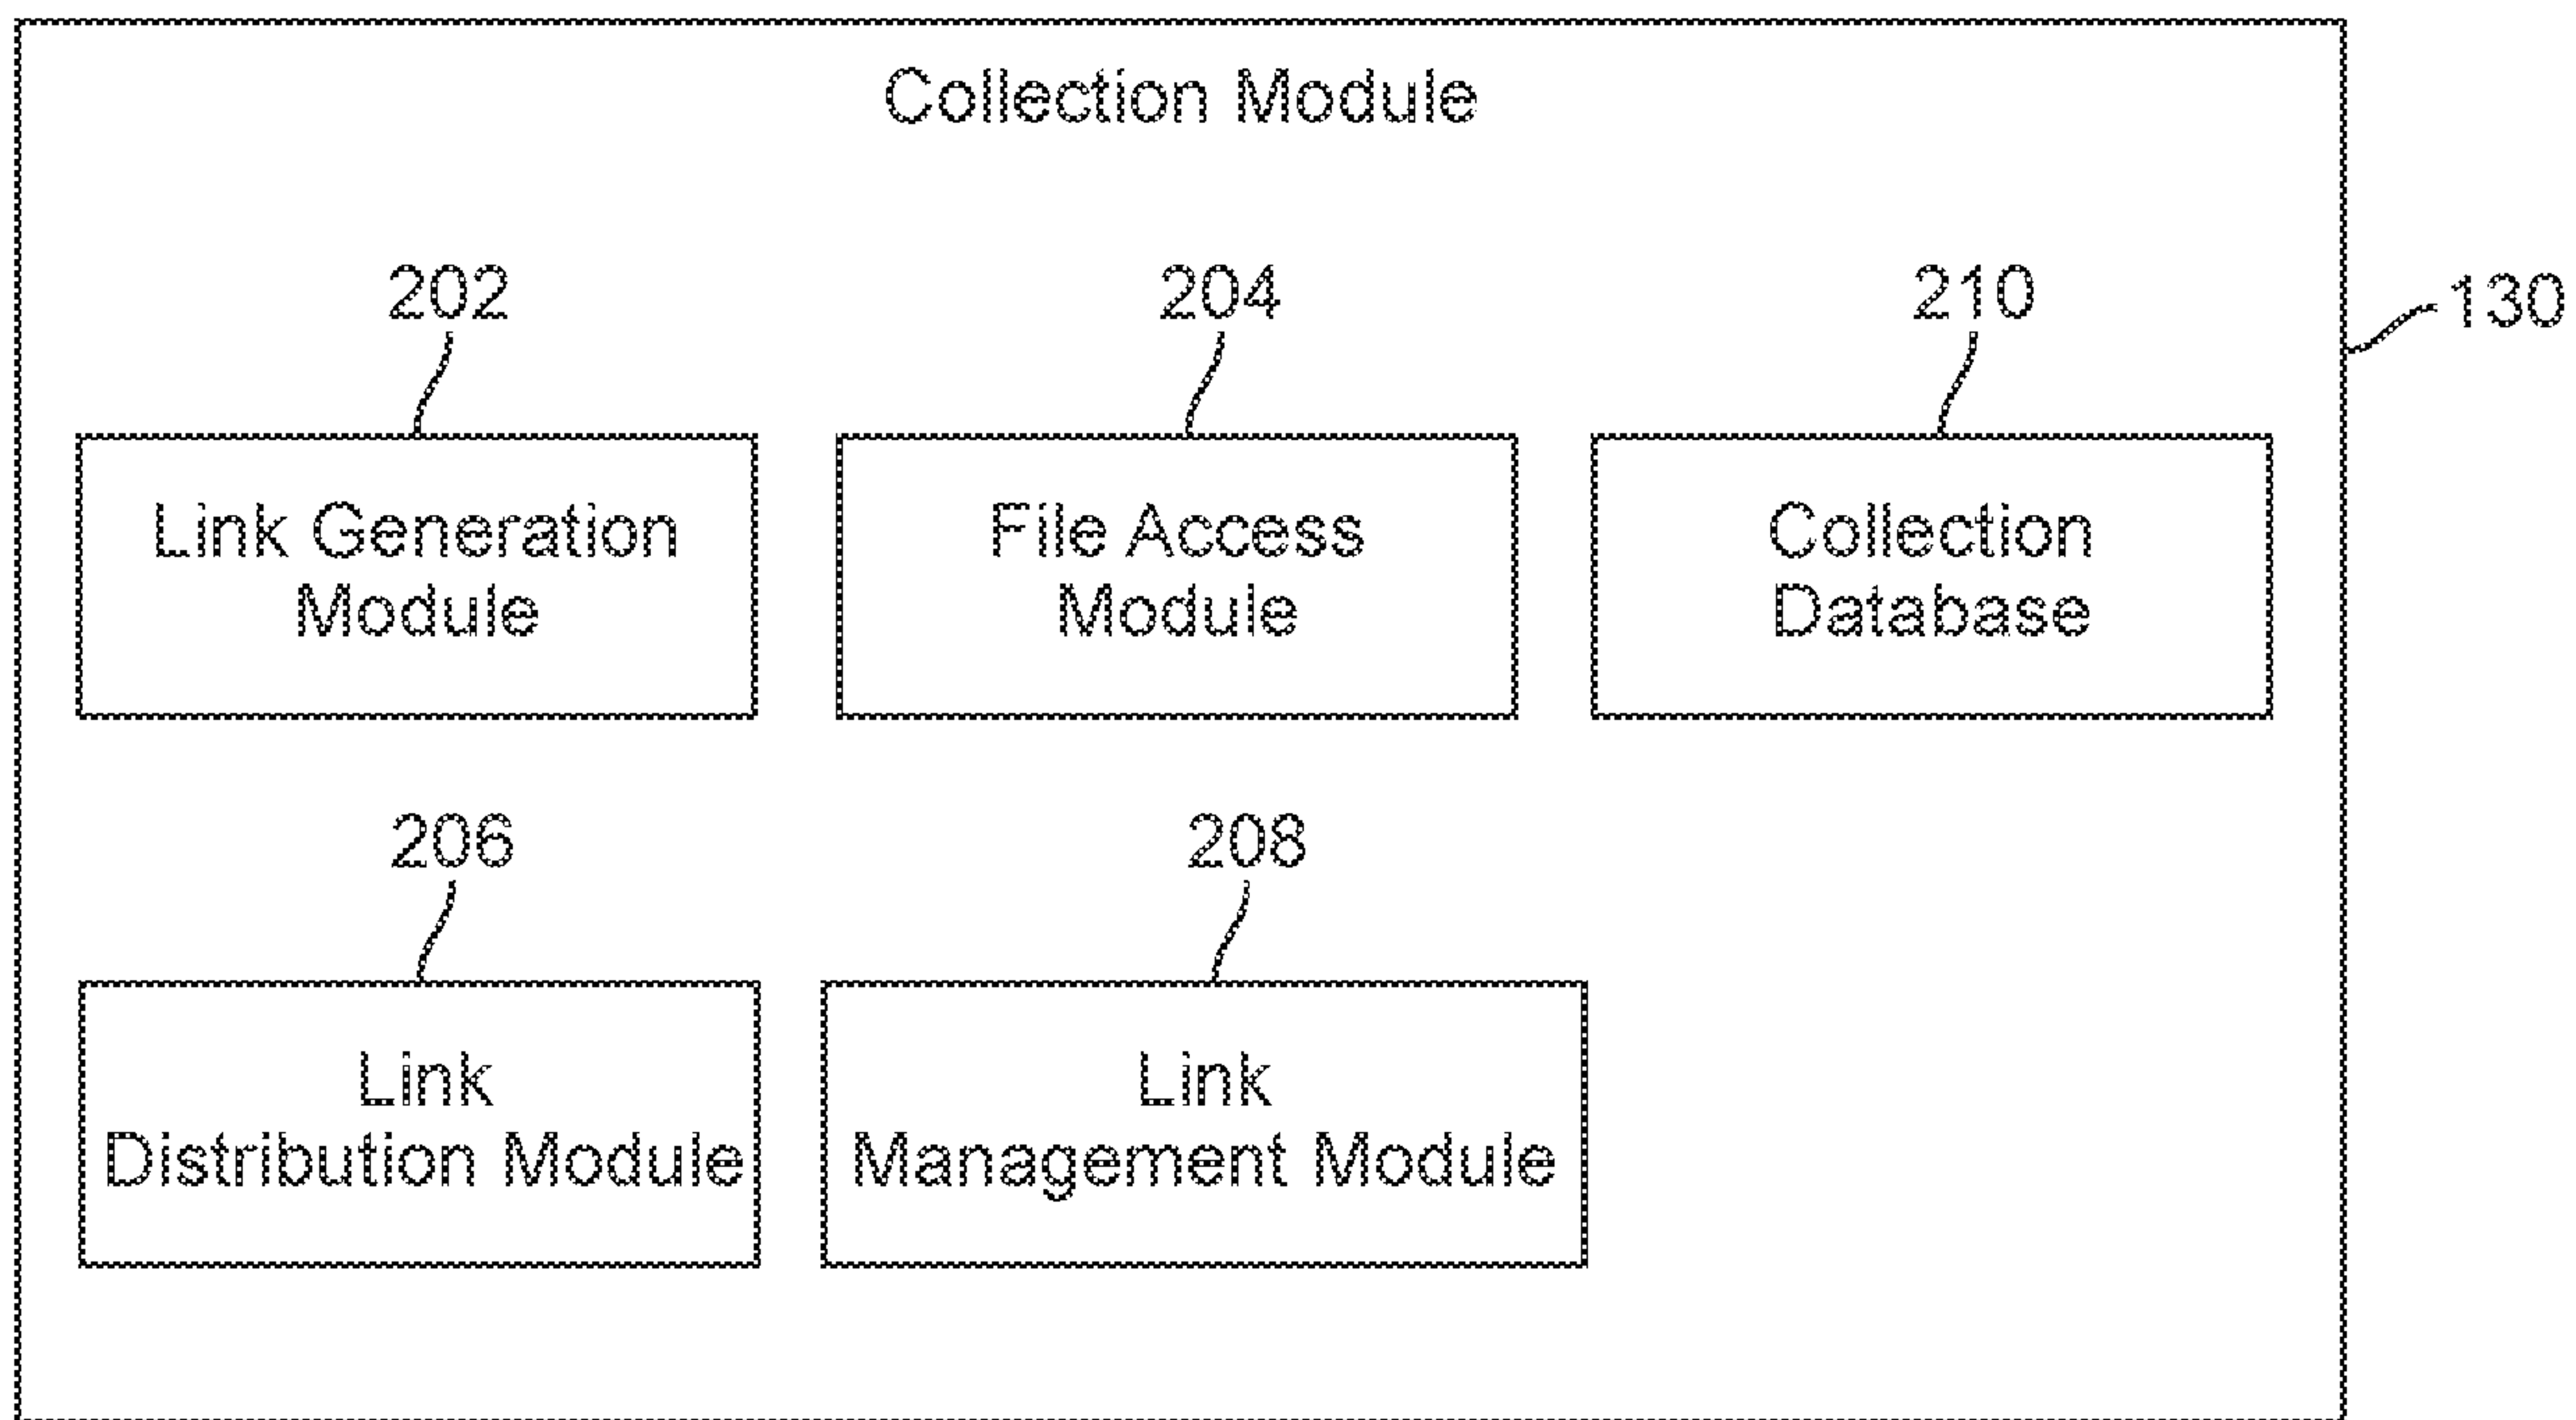 Collection Module
202
204
210
130
Link Generation
Module
File Access
Module
Collection
Database
206
208
Link
Distribution Module
Link
Management Module